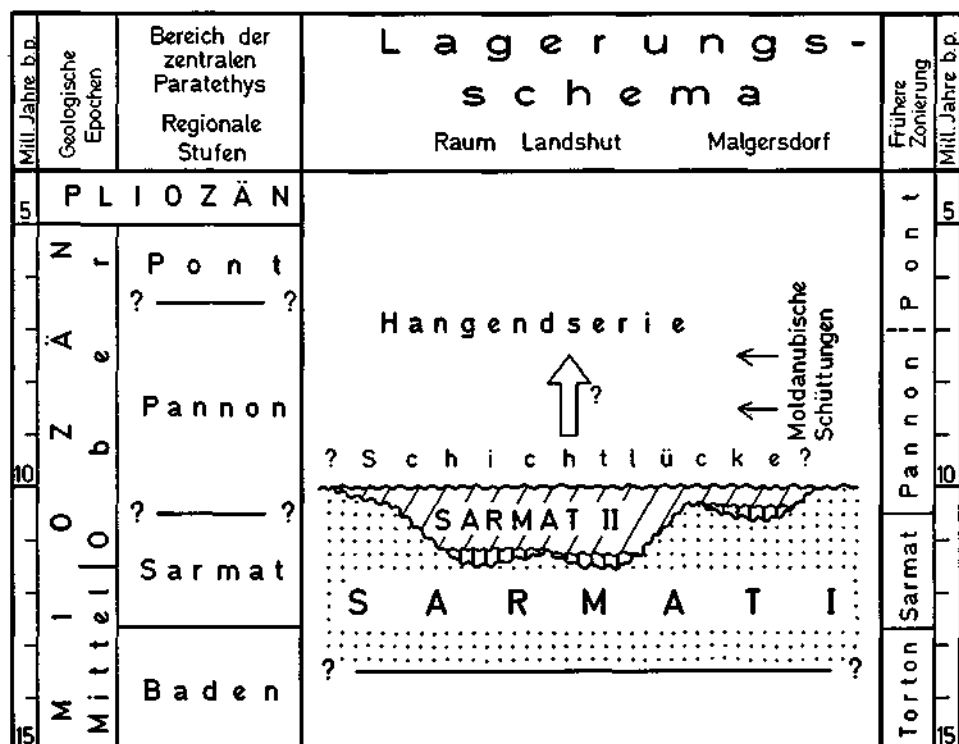 Mill. Jahre b.p.
Geologische
Epochen
Bereich der
zentralen
Paratethys
Regionale
Stufen
Lagerungs-
schema
Raum Landshut Malgersdorf
Frühere
Zonierung
Mill. Jahre b.p.
5
10
15
PLIOZÄN
MIOZÄN
Ober
Mittel
Pont
? ?
Pannon
? ?
Sarmat
Baden
Hangendserie
?
Moldanubische
Schüttungen
? Schichtlücke ?
SARMAT II
SARMAT I
? ?
Pont
Pannon
Sarmat
Torton
5
10
15